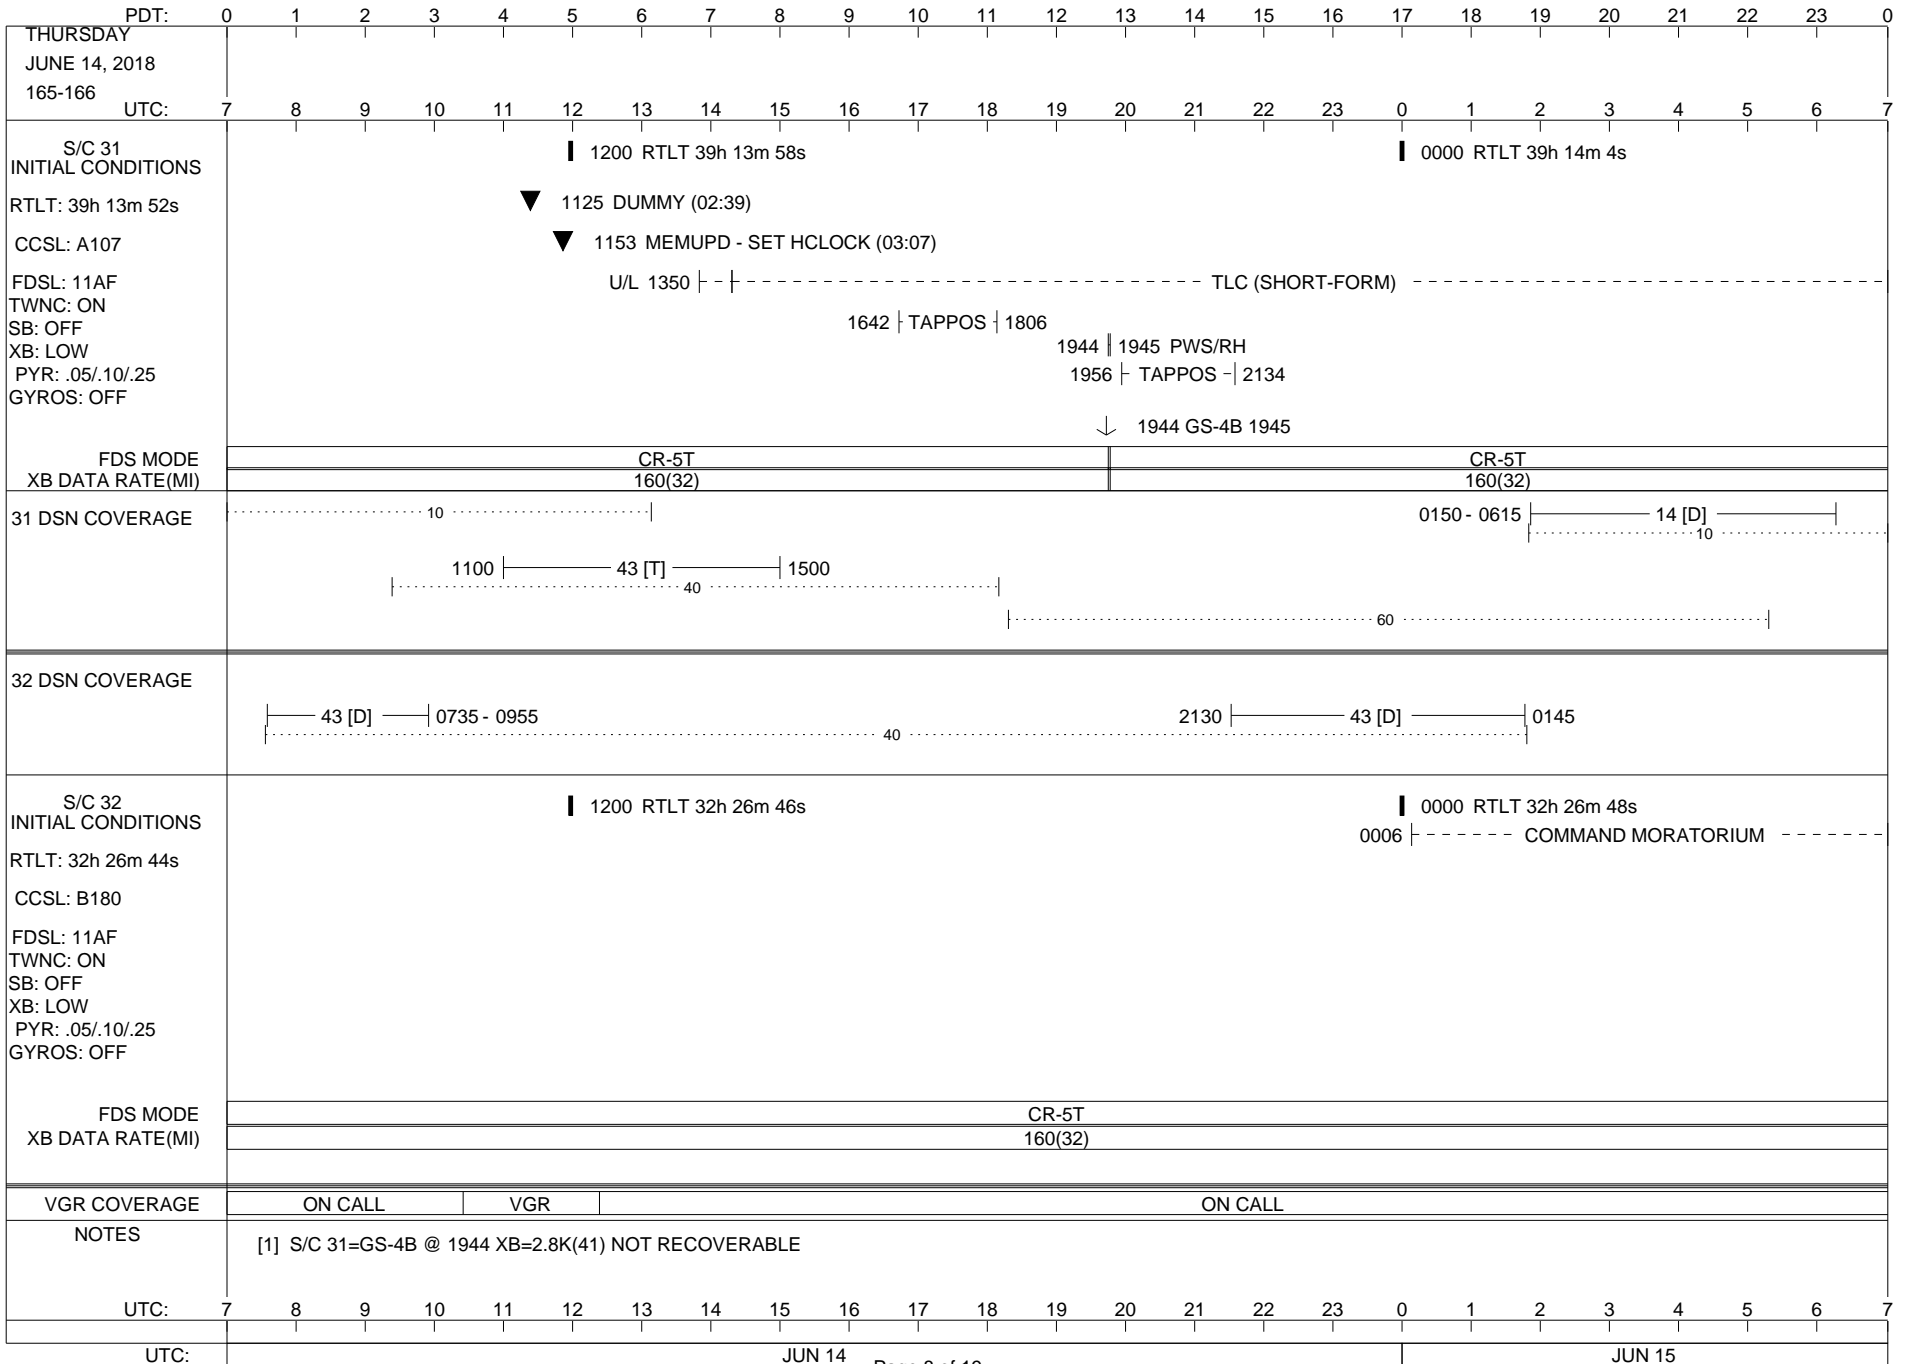 PDT: 0 1 2 3 4 5 6 7 8 9 10 11 12 13 14 15 16 17 18 19 20 21 22 23 0
THURSDAY
JUNE 14, 2018
165-166
UTC: 7 8 9 10 11 12 13 14 15 16 17 18 19 20 21 22 23 0 1 2 3 4 5 6 7
S/C 31
INITIAL CONDITIONS
1200 RTLT 39h 13m 58s
0000 RTLT 39h 14m 4s
RTLT: 39h 13m 52s
1125 DUMMY (02:39)
CCSL: A107
1153 MEMUPD - SET HCLOCK (03:07)
FDSL: 11AF
U/L 1350 TLC (SHORT-FORM)
TWNC: ON
SB: OFF
1642 TAPPOS 1806
XB: LOW
1944 1945 PWS/RH
PYR: .05/.10/.25
1956 TAPPOS 2134
GYROS: OFF
1944 GS-4B 1945
FDS MODE CR-5T CR-5T
XB DATA RATE(MI) 160(32) 160(32)
31 DSN COVERAGE
10
0150 - 0615 14 [D]
10
1100 43 [T] 1500
40
60
32 DSN COVERAGE
43 [D] 0735 - 0955
2130 43 [D] 0145
40
S/C 32
INITIAL CONDITIONS
1200 RTLT 32h 26m 46s
0000 RTLT 32h 26m 48s
0006 COMMAND MORATORIUM
RTLT: 32h 26m 44s
CCSL: B180
FDSL: 11AF
TWNC: ON
SB: OFF
XB: LOW
PYR: .05/.10/.25
GYROS: OFF
FDS MODE CR-5T
XB DATA RATE(MI) 160(32)
VGR COVERAGE ON CALL VGR ON CALL
NOTES
[1] S/C 31=GS-4B @ 1944 XB=2.8K(41) NOT RECOVERABLE
UTC: 7 8 9 10 11 12 13 14 15 16 17 18 19 20 21 22 23 0 1 2 3 4 5 6 7
UTC: JUN 14 JUN 15